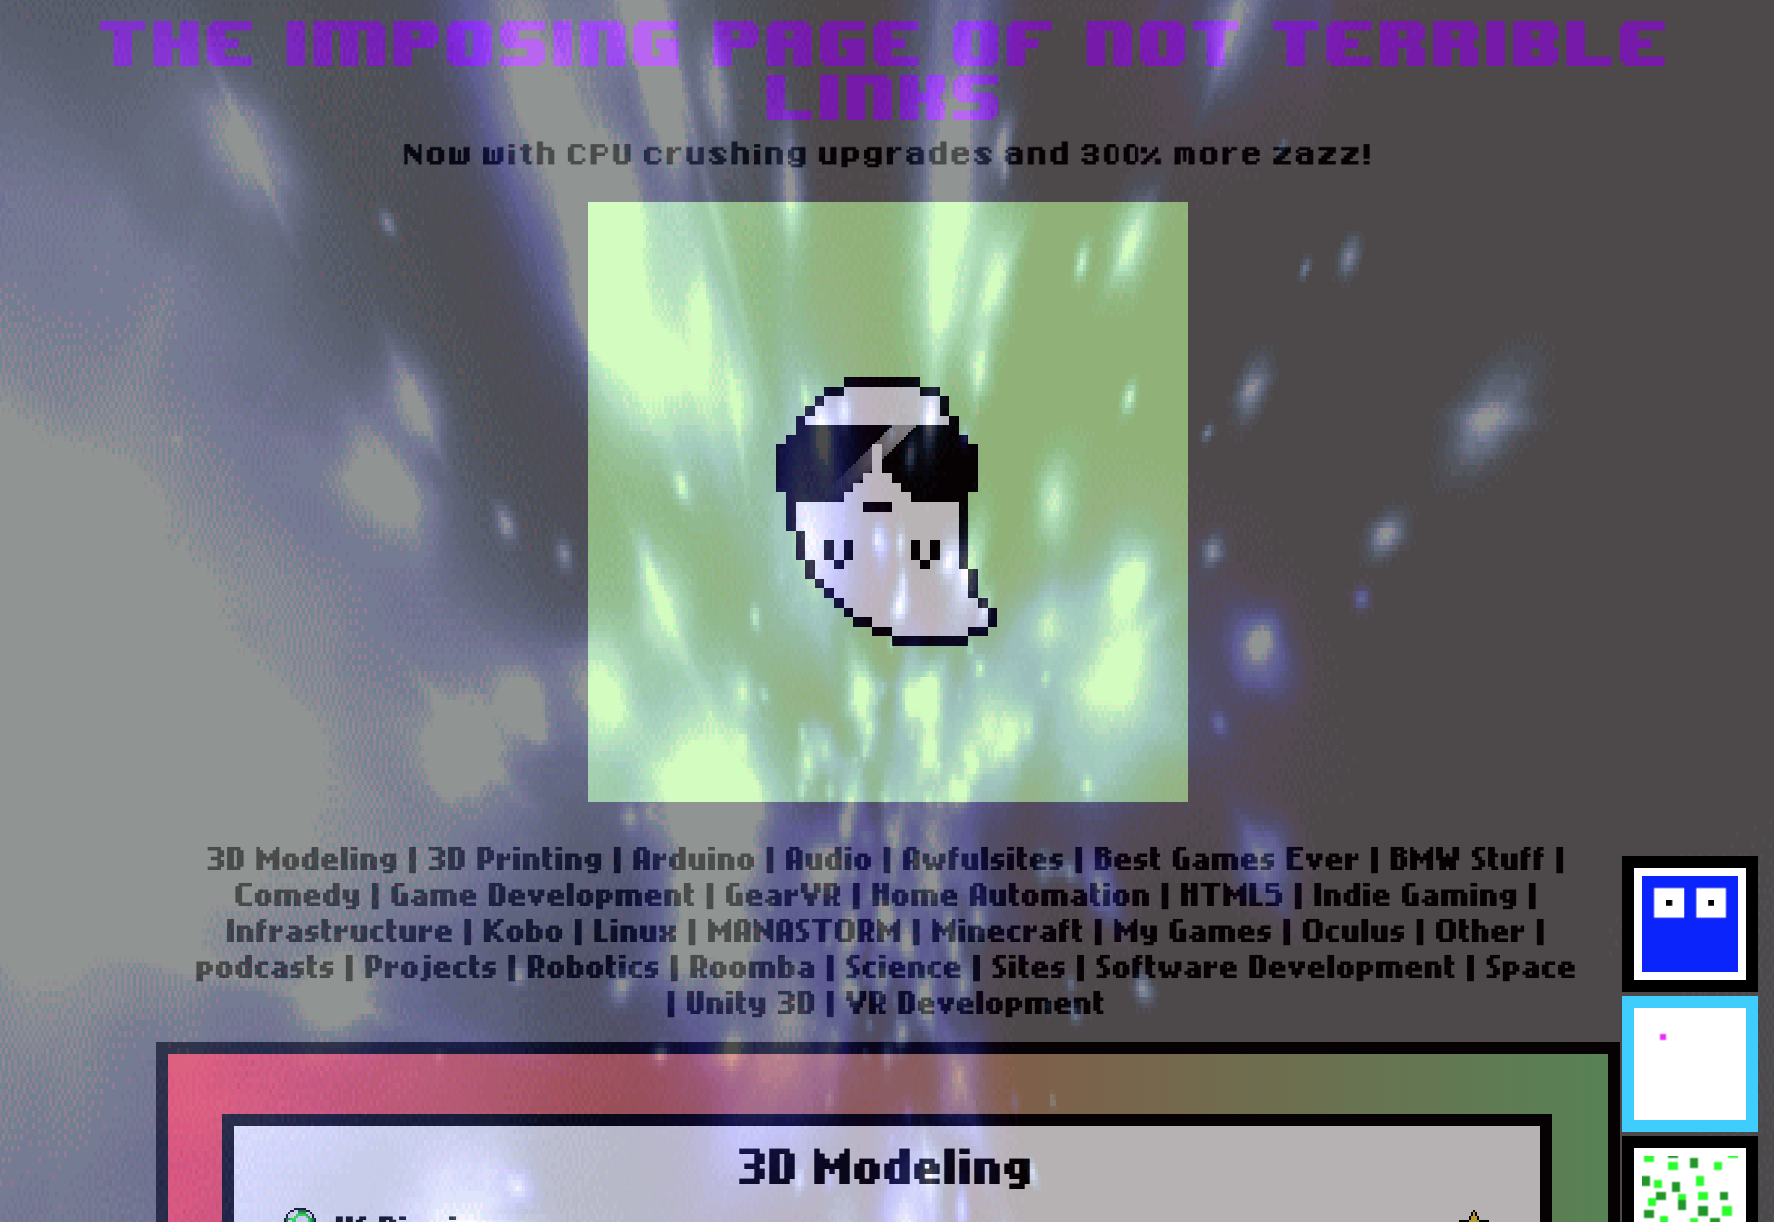 THE IMPOSING PAGE OF NOT TERRIBLE
LINKS
Now with CPU crushing upgrades and 300% more zazz!
3D Modeling | 3D Printing | Arduino | Audio | Awfulsites | Best Games Ever | BMW Stuff |
Comedy | Game Development | GearVR | Home Automation | HTML5 | Indie Gaming |
Infrastructure | Kobo | Linux | MANASTORM | Minecraft | My Games | Oculus | Other |
podcasts | Projects | Robotics | Roomba | Science | Sites | Software Development | Space
| Unity 3D | VR Development
3D Modeling